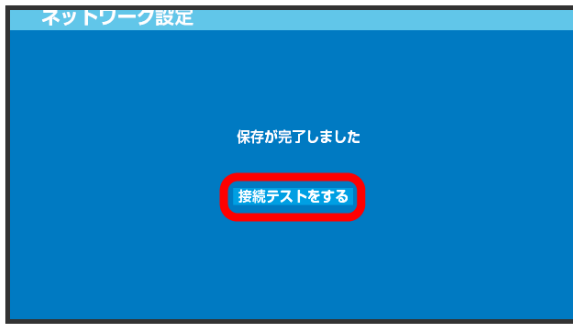 ネットワーク設定
保存が完了しました
接続テストをする